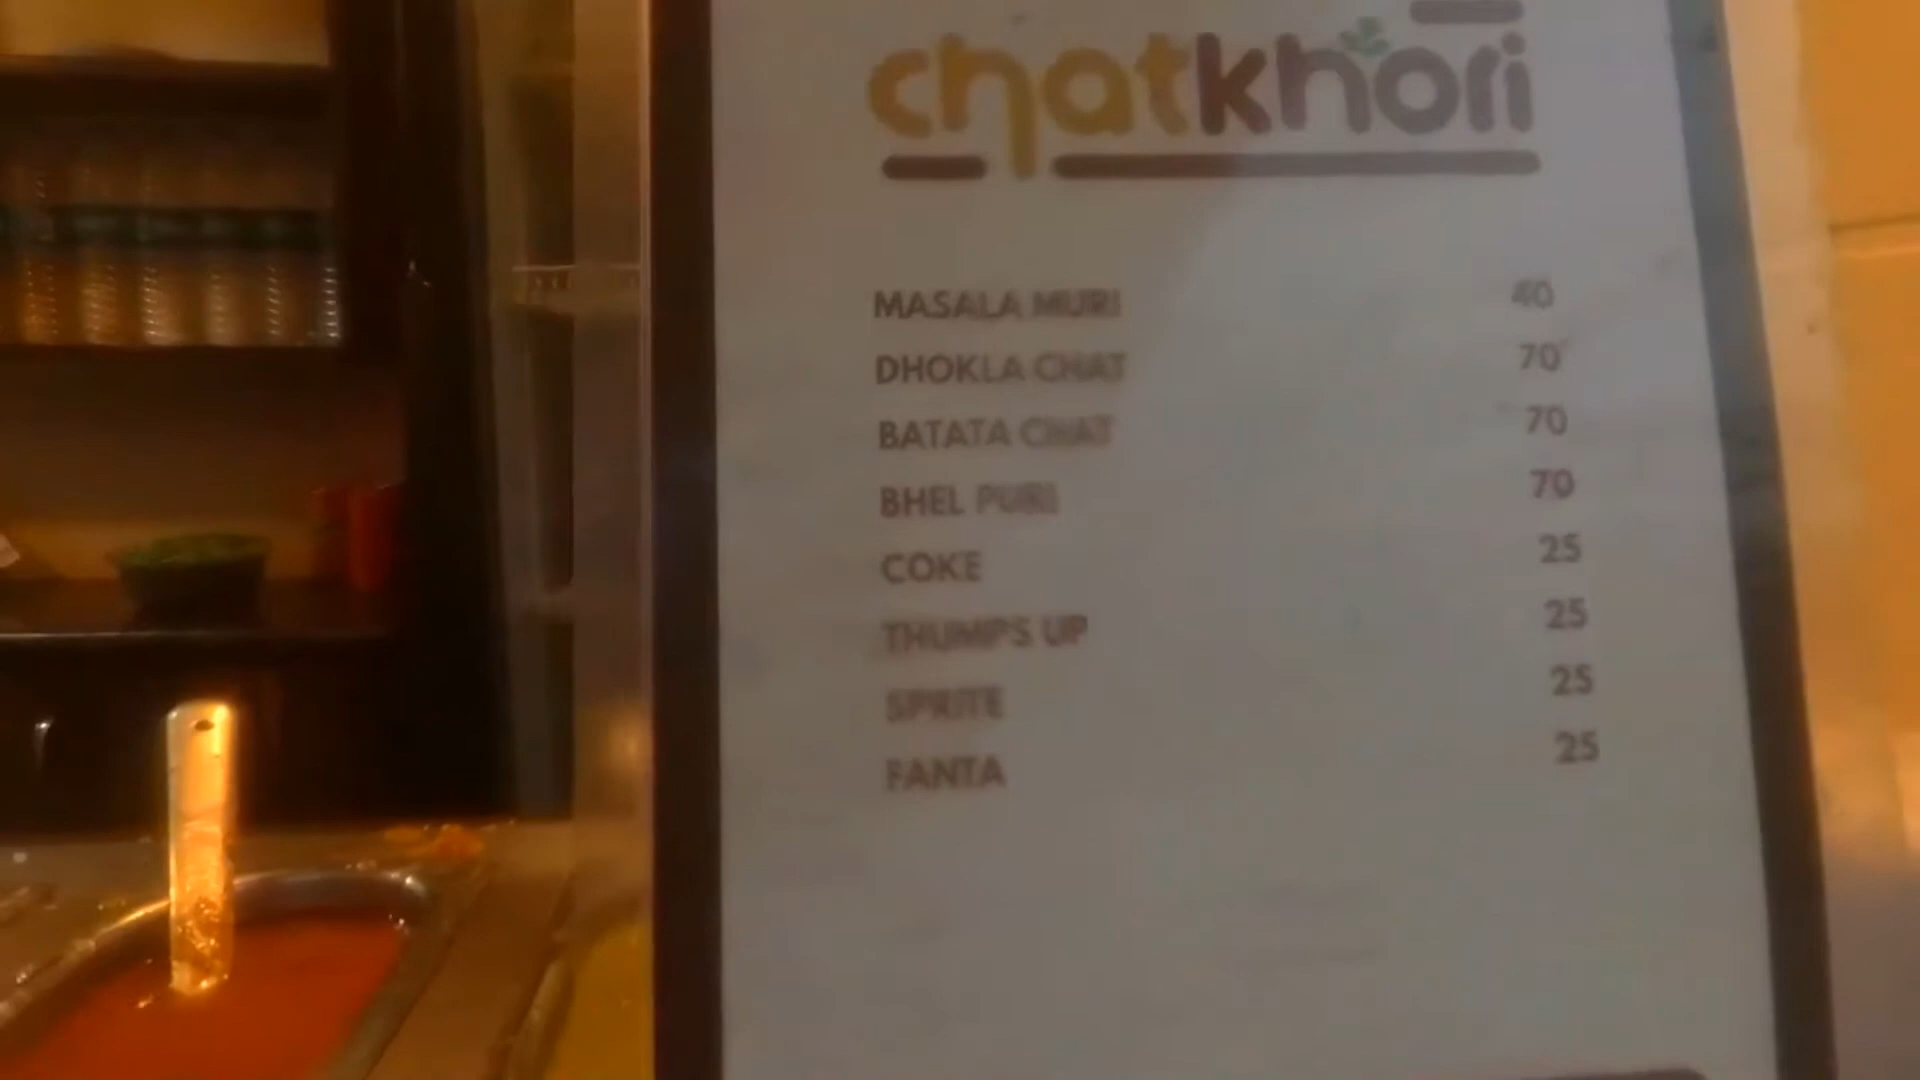 chatkhori
MASALA MURI 40
DHOKLA CHAT 70
BATATA CHAT 70
BHEL PURI 70
COKE 25
THUMPS UP 25
SPRITE 25
FANTA 25